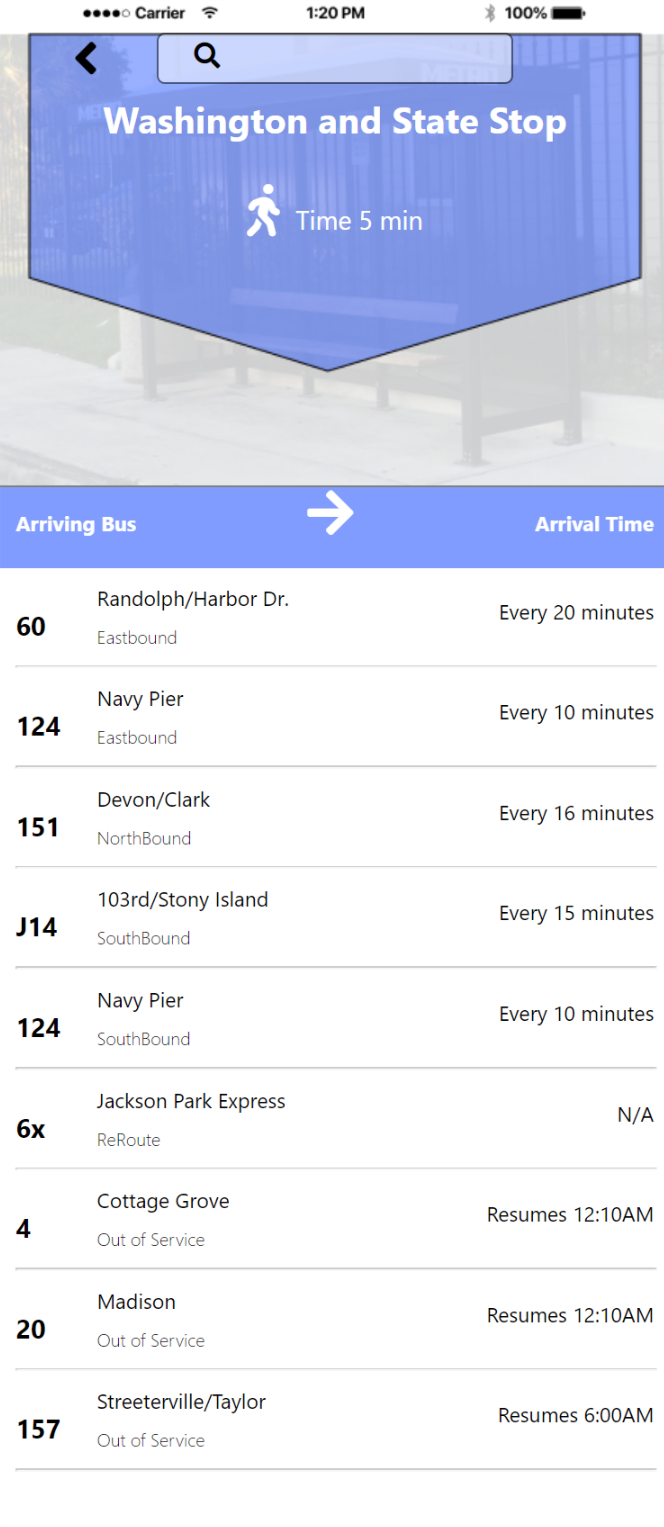 Carrier 1:20 PM 100%
Washington and State Stop
Time 5 min
Arriving Bus Arrival Time
60 Randolph/Harbor Dr. Every 20 minutes
Eastbound
124 Navy Pier Every 10 minutes
Eastbound
151 Devon/Clark Every 16 minutes
NorthBound
J14 103rd/Stony Island Every 15 minutes
SouthBound
124 Navy Pier Every 10 minutes
SouthBound
6x Jackson Park Express N/A
ReRoute
4 Cottage Grove Resumes 12:10AM
Out of Service
20 Madison Resumes 12:10AM
Out of Service
157 Streeterville/Taylor Resumes 6:00AM
Out of Service